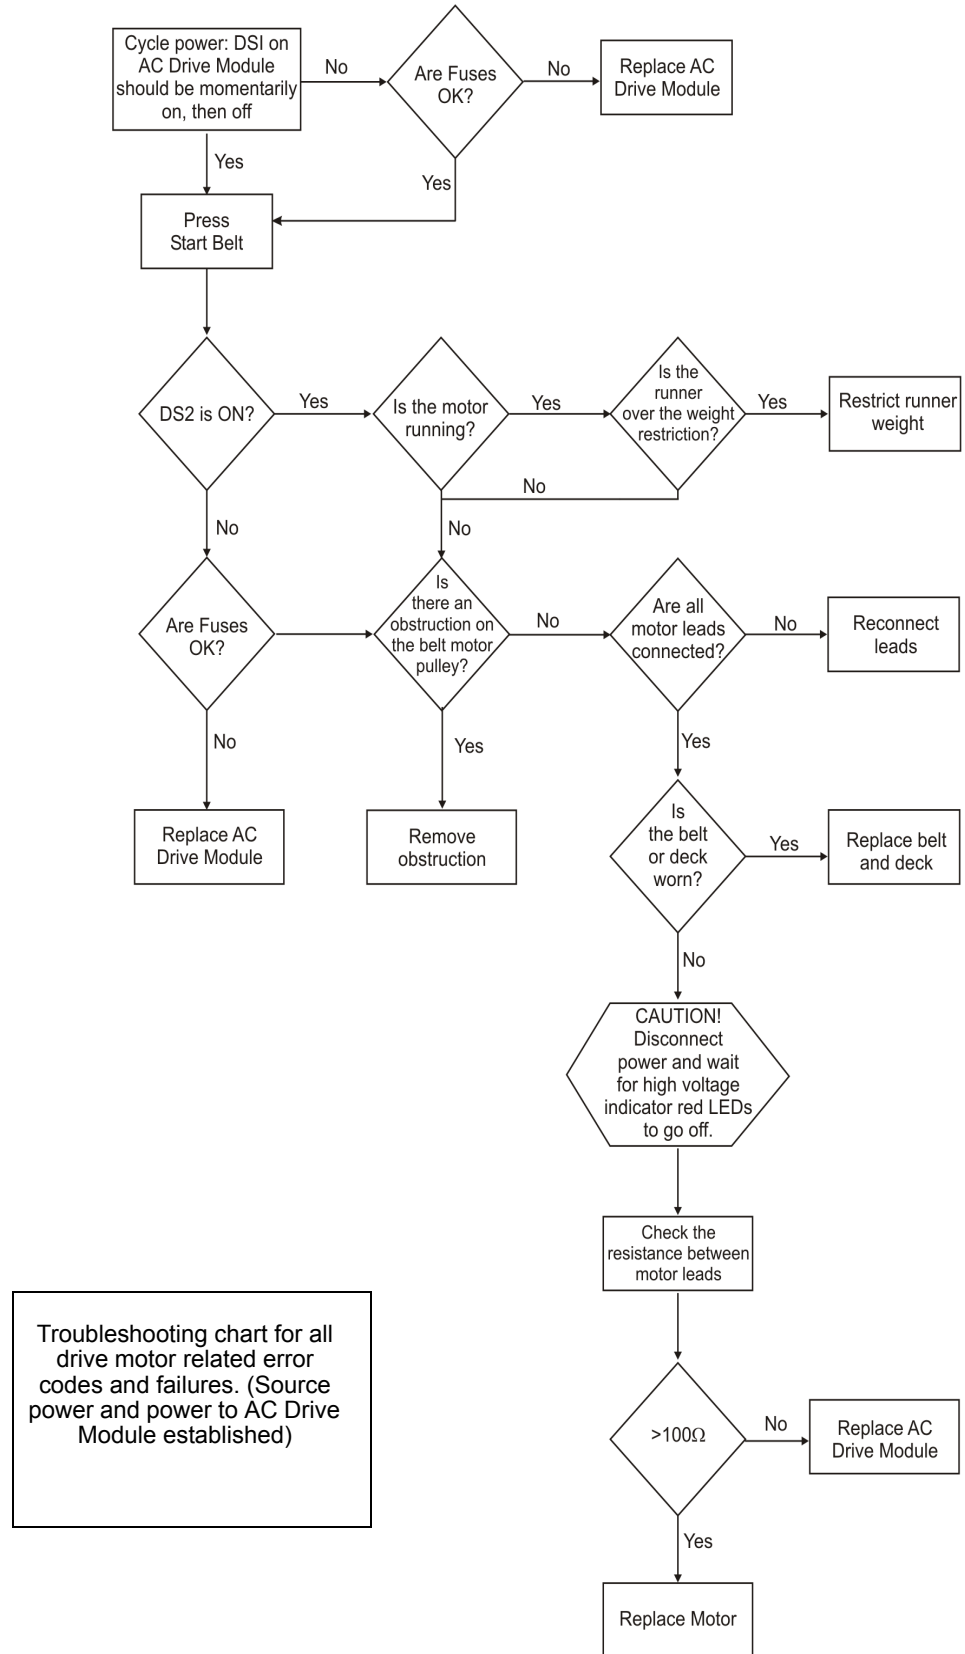 Cycle power: DSI on
AC Drive Module
should be momentarily
on, then off
No
Are Fuses
OK?
No
Replace AC
Drive Module
Yes
Yes
Press
Start Belt
DS2 is ON?
Yes
Is the motor
running?
Yes
Is the
runner
over the weight
restriction?
Yes
Restrict runner
weight
No
No
No
Are Fuses
OK?
Is
there an
obstruction on
the belt motor
pulley?
No
Are all
motor leads
connected?
No
Reconnect
leads
No
Yes
Yes
Replace AC
Drive Module
Remove
obstruction
Is
the belt
or deck
worn?
Yes
Replace belt
and deck
No
CAUTION!
Disconnect
power and wait
for high voltage
indicator red LEDs
to go off.
Check the
resistance between
motor leads
Troubleshooting chart for all
drive motor related error
codes and failures. (Source
power and power to AC Drive
Module established)
>100Ω
No
Replace AC
Drive Module
Yes
Replace Motor